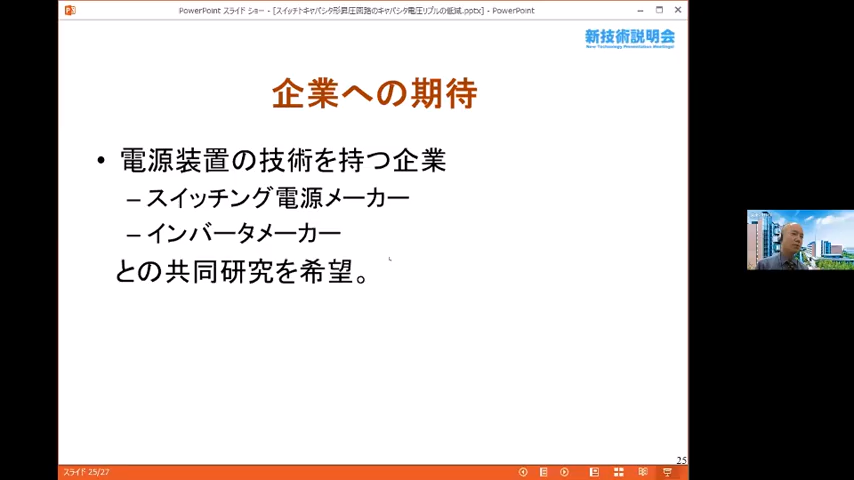 PowerPoint スライド ショー - [スイッチトキャパシタ形昇圧回路のキャパシタ電圧リプルの低減.pptx] - PowerPoint
新技術説明会
New Technology Presentation Meetings!
企業への期待
• 電源装置の技術を持つ企業
– スイッチング電源メーカー
– インバータメーカー
との共同研究を希望。
25
スライド 25/27